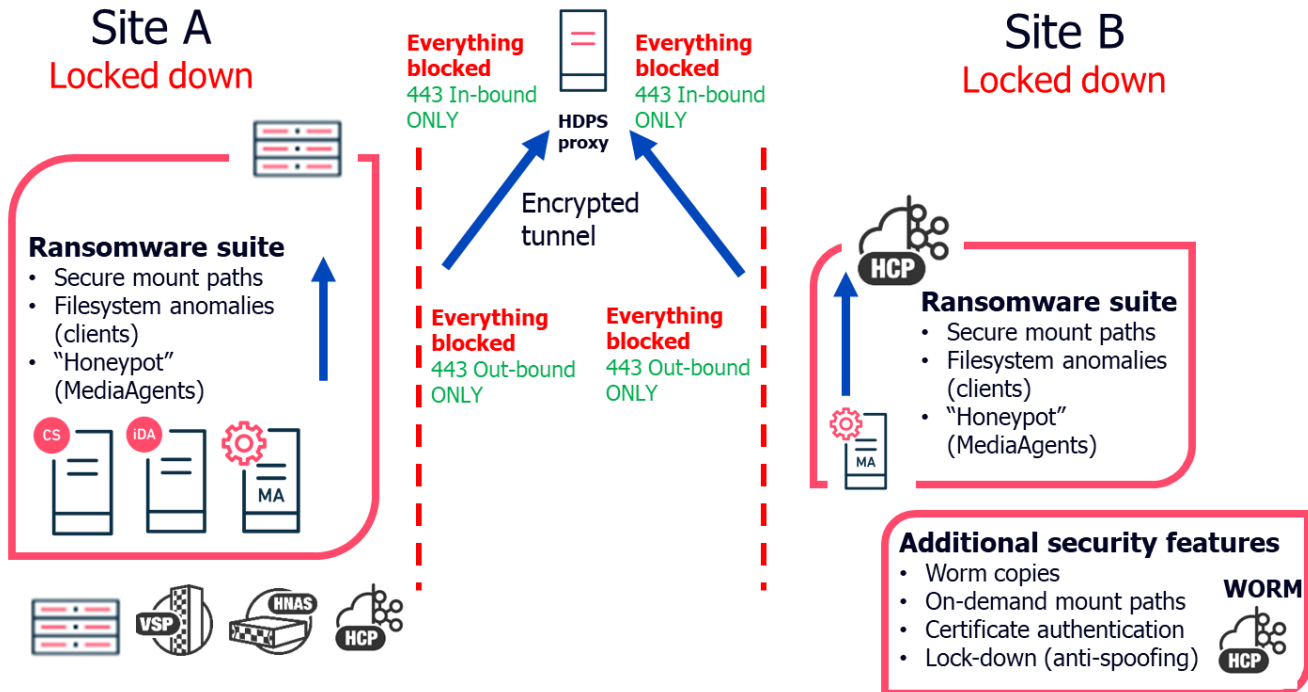 Site A
Locked down
Ransomware suite
• Secure mount paths
• Filesystem anomalies
(clients)
• “Honeypot”
(MediaAgents)
CS
iDA
MA
VSP
HNAS
HCP
Everything
blocked
443 In-bound
ONLY
HDPS
proxy
Everything
blocked
443 In-bound
ONLY
Encrypted
tunnel
Everything
blocked
443 Out-bound
ONLY
Everything
blocked
443 Out-bound
ONLY
Site B
Locked down
HCP
Ransomware suite
• Secure mount paths
• Filesystem anomalies
(clients)
• “Honeypot”
(MediaAgents)
MA
Additional security features
• Worm copies
• On-demand mount paths
• Certificate authentication
• Lock-down (anti-spoofing)
WORM
HCP